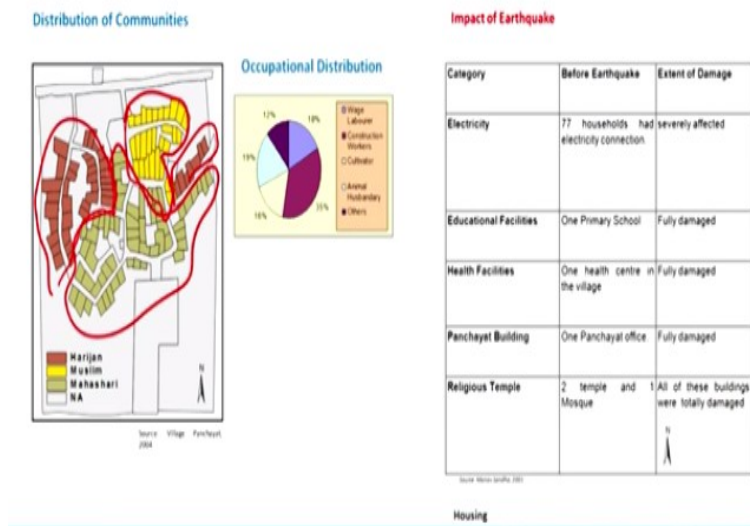 Distribution of Communities
Occupational Distribution
12%
18%
19%
35%
16%
Wage
Labourer
Construction
Workers
Cultivator
Animal
Husbandary
Others
Harijan
Muslim
Mahashari
NA
N
Source Village Panchayat,
2004
Impact of Earthquake
Category Before Earthquake Extent of Damage
Electricity 77 households had severely affected
electricity connection
Educational Facilities One Primary School Fully damaged
Health Facilities One health centre in Fully damaged
the village
Panchayat Building One Panchayat office Fully damaged
Religious Temple 2 temple and 1 All of these buildings
Mosque were totally damaged
N
Housing